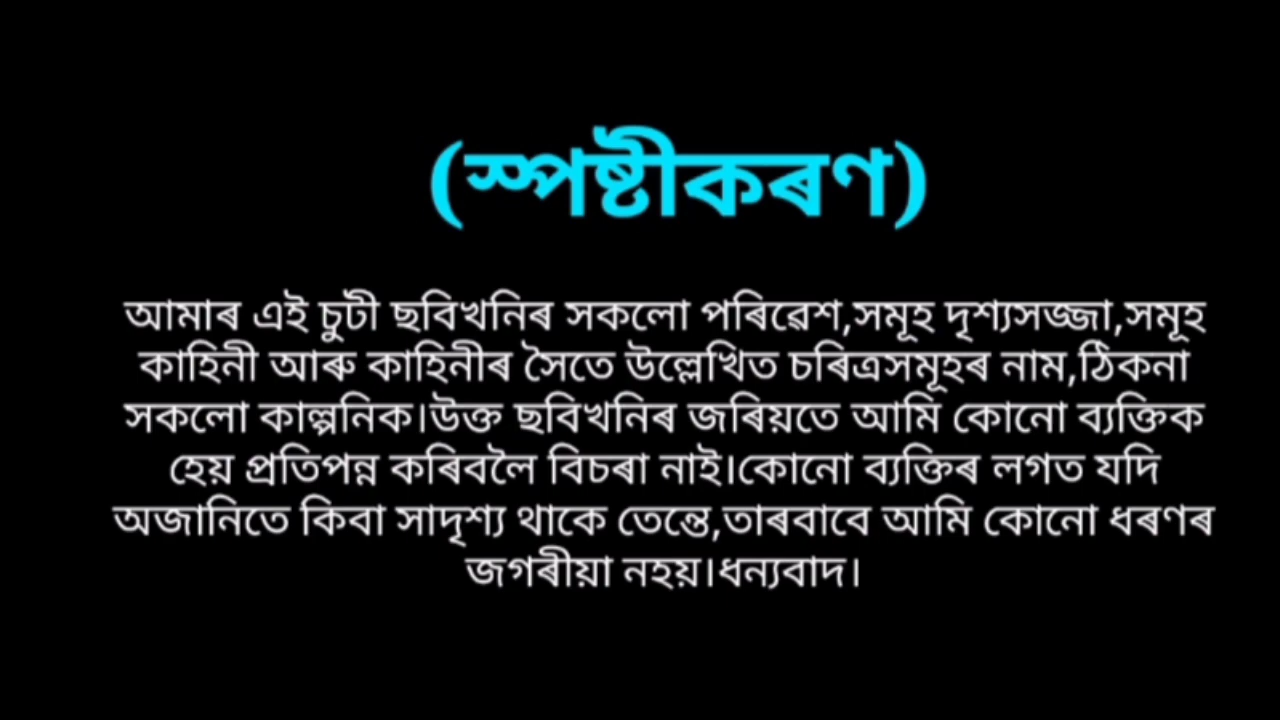 (স্পষ্টীকৰণ)
আমাৰ এই চুটী ছবিখনিৰ সকলো পৰিৱেশ,সমূহ দৃশ্যসজ্জা,সমূহ
কাহিনী আৰু কাহিনীৰ সৈতে উল্লেখিত চৰিত্ৰসমূহৰ নাম,ঠিকনা
সকলো কাল্পনিক।উক্ত ছবিখনিৰ জৰিয়তে আমি কোনো ব্যক্তিক
হেয় প্ৰতিপন্ন কৰিবলৈ বিচৰা নাই।কোনো ব্যক্তিৰ লগত যদি
অজানিতে কিবা সাদৃশ্য থাকে তেন্তে,তাৰবাবে আমি কোনো ধৰণৰ
জগৰীয়া নহয়।ধন্যবাদ।